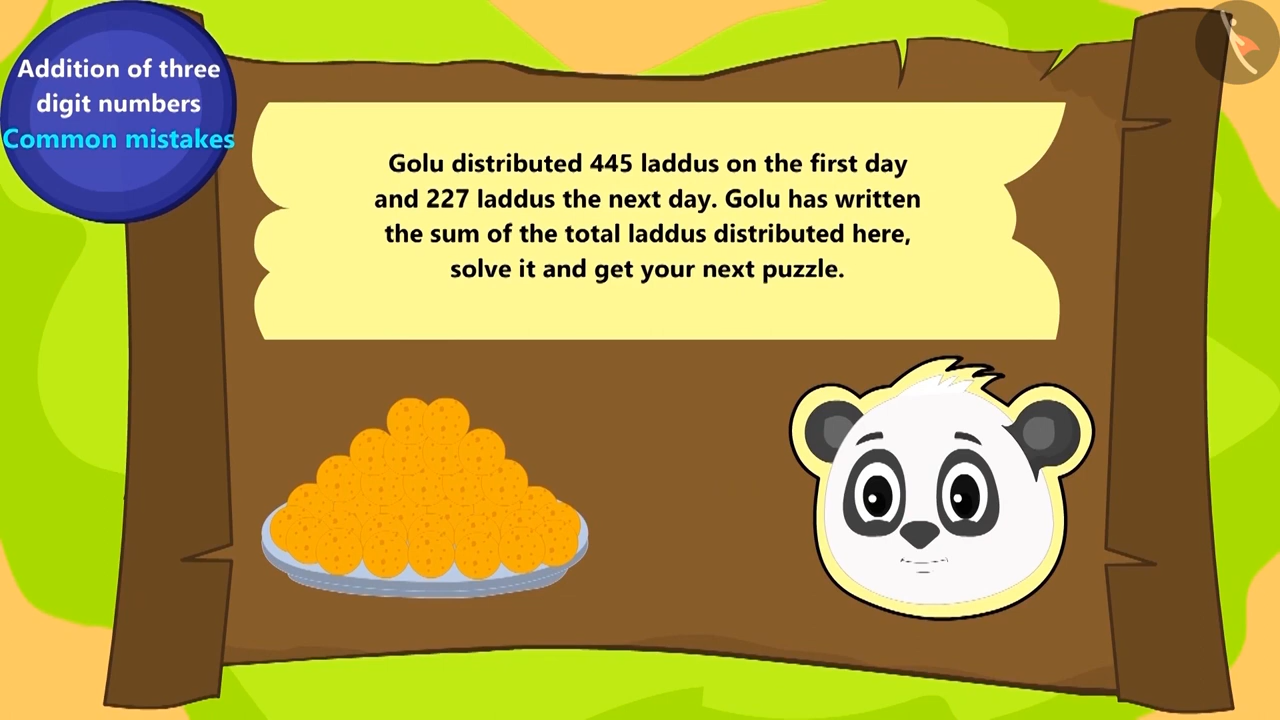 Addition of three
digit numbers
Common mistakes
Golu distributed 445 laddus on the first day
and 227 laddus the next day. Golu has written
the sum of the total laddus distributed here,
solve it and get your next puzzle.